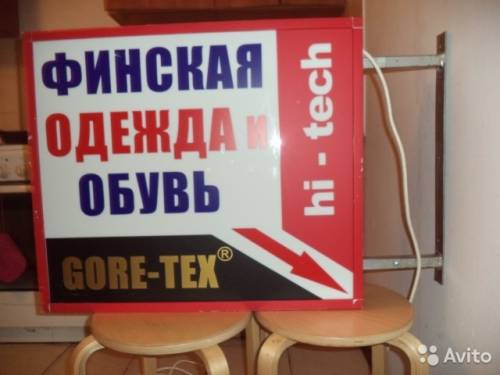 ФИНСКАЯ
ОДЕЖДА и
ОБУВЬ
GORE-TEX®
hi - tech
Avito